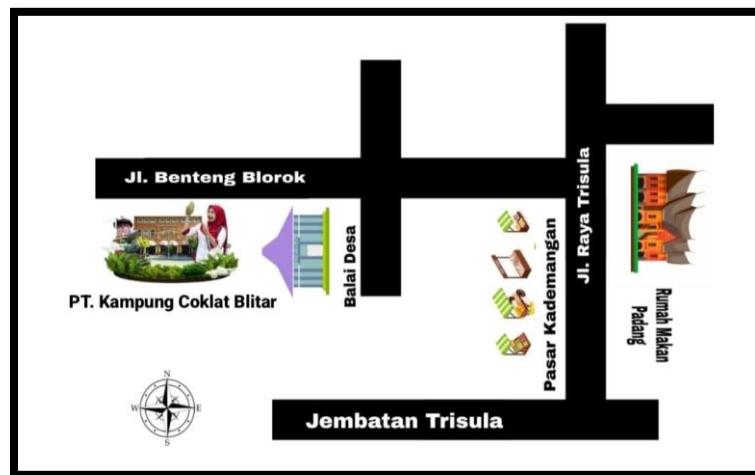 Jl. Benteng Blorok
PT. Kampung Coklat Blitar
Balai Desa
Pasar Kademangan
Jl. Raya Trisula
Rumah Makan
Padang
N
W
E
S
Jembatan Trisula